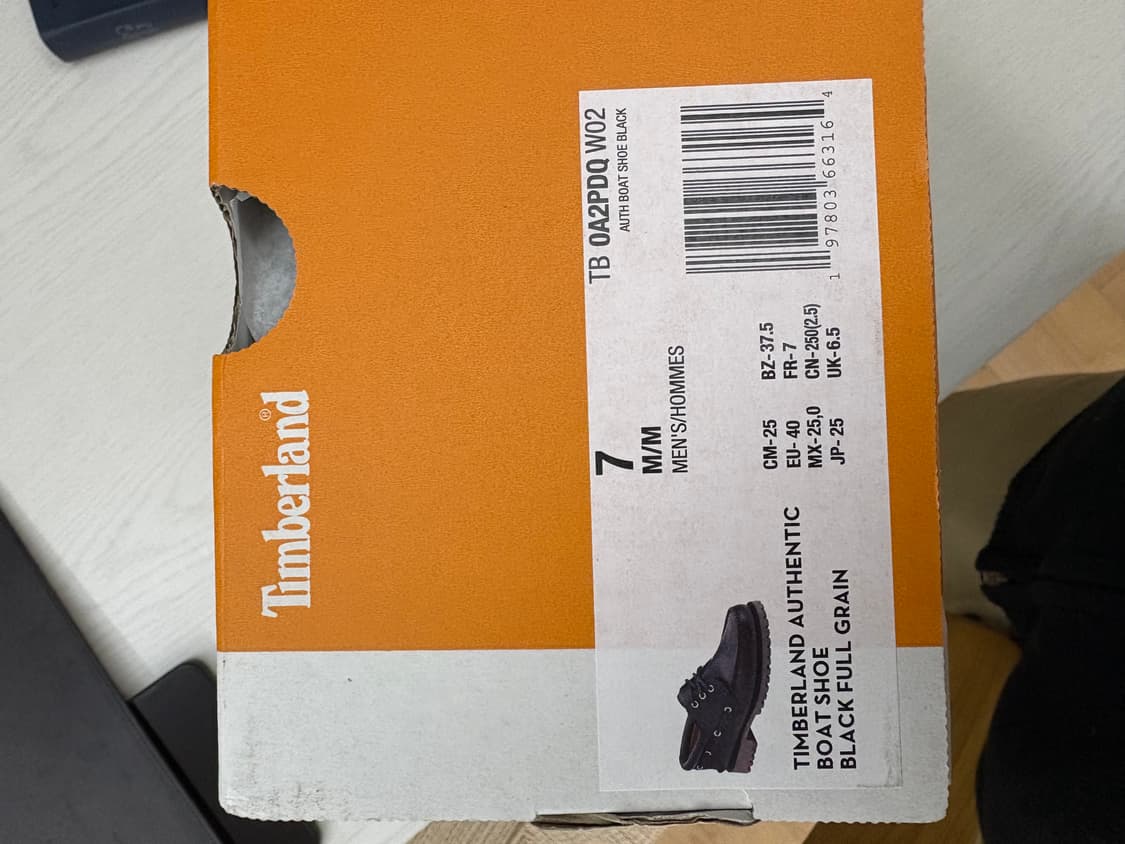 Timberland®
TB 0A2PDQ W02
AUTH BOAT SHOE BLACK
7
M/M
MEN'S/HOMMES
1 97803 66316 4
CM-25 BZ-37.5
EU- 40 FR-7
MX-25,0 CN-250(2.5)
JP- 25 UK-6.5
TIMBERLAND AUTHENTIC
BOAT SHOE
BLACK FULL GRAIN